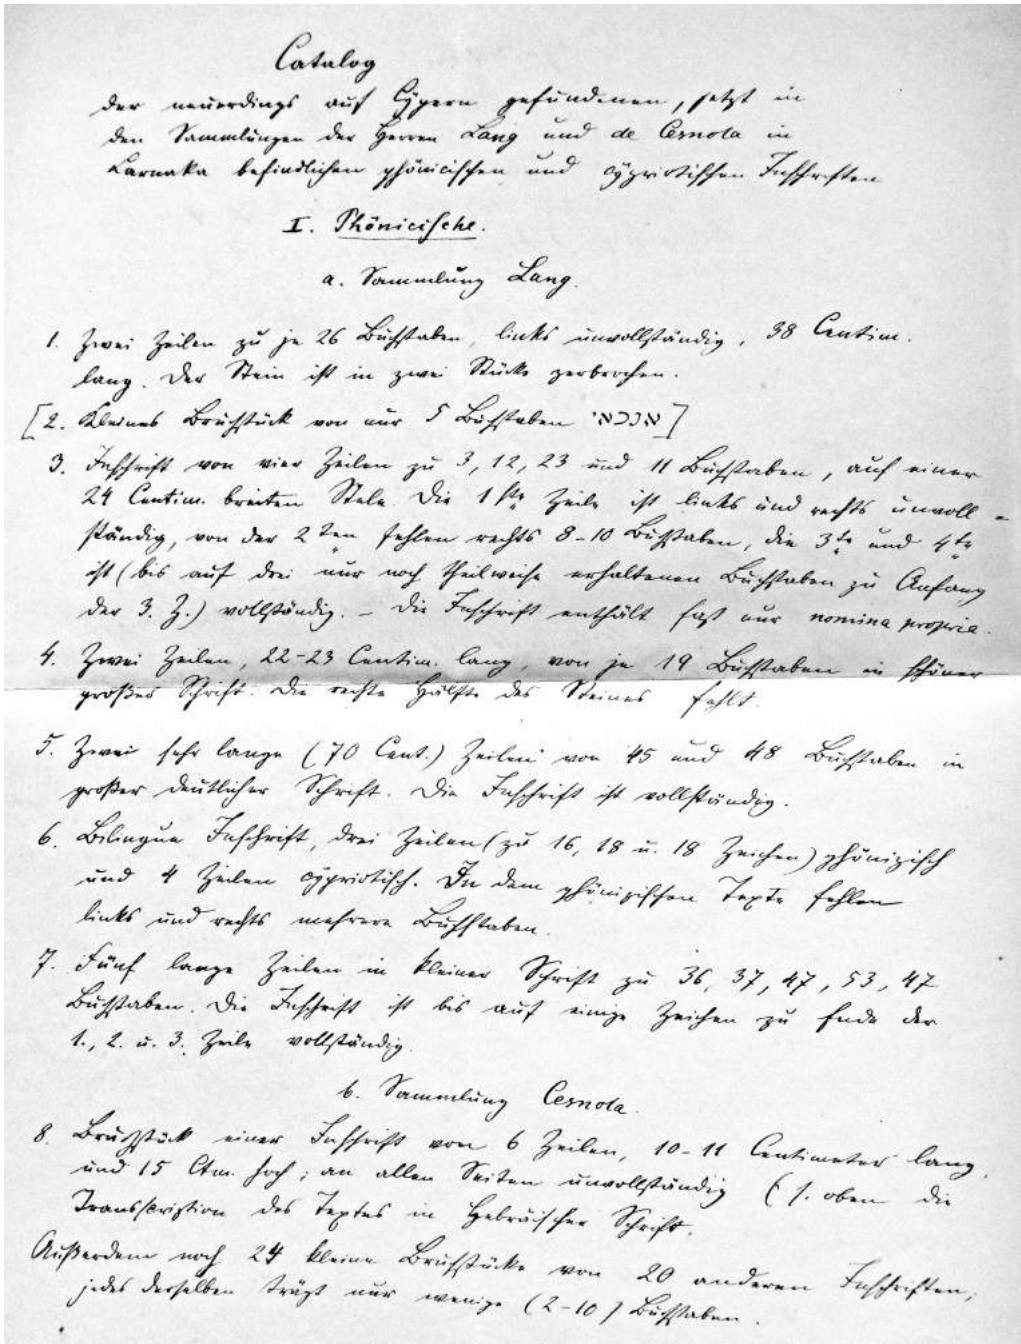 Catalog
der neuerdings auf Cypern gefundenen, jetzt in
den Sammlungen der Herren Lang und de Cesnola in
Larnaka befindlichen phönicischen und cypriotischen Inschriften
I. Phönicische.
a. Sammlung Lang.
1. Zwei Zeilen zu je 26 Buchstaben, links unvollständig, 38 Centim.
lang. Der Stein ist in zwei Stücke zerbrochen.
[2. Kleines Bruchstück von nur 5 Buchstaben אנכאי]
3. Inschrift von vier Zeilen zu 3, 12, 23 und 11 Buchstaben, auf einer
24 Centim. breiten Stele. Die 1ste Zeile ist links und rechts unvoll-
ständig, von der 2ten fehlen rechts 8-10 Buchstaben, die 3te und 4te
ist (bis auf drei nur noch theilweise erhaltenen Buchstaben zu Anfang
der 3. Z.) vollständig. – Die Inschrift enthält fast nur nomina propria.
4. Zwei Zeilen, 22-23 Centim. lang, von je 19 Buchstaben in schöner
großer Schrift. Die rechte Hälfte des Steines fehlt.
5. Zwei sehr lange (70 Cent.) Zeilen von 45 und 48 Buchstaben in
großer deutlicher Schrift. Die Inschrift ist vollständig.
6. Bilingue Inschrift, drei Zeilen (zu 16, 18 u. 18 Zeichen) phönizisch
und 4 Zeilen cypriotisch. In dem phönizischen Texte fehlen
links und rechts mehrere Buchstaben.
7. Fünf lange Zeilen in kleiner Schrift zu 36, 37, 47, 53, 47
Buchstaben. Die Inschrift ist bis auf einige Zeichen zu Ende der
1., 2. u. 3. Zeile vollständig.
b. Sammlung Cesnola.
8. Bruchstück einer Inschrift von 6 Zeilen, 10-11 Centimeter lang
und 15 Ctm. hoch; an allen Seiten unvollständig (s. oben die
Transscription des Textes in Hebräischer Schrift.
Außerdem noch 24 kleine Bruchstücke von 20 anderen Inschriften,
jedes derselben trägt nur wenige (2-10) Buchstaben.